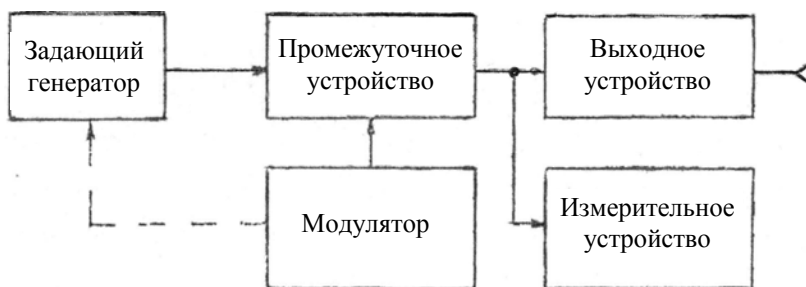 Задающий
генератор
Промежуточное
устройство
Выходное
устройство
Модулятор
Измерительное
устройство